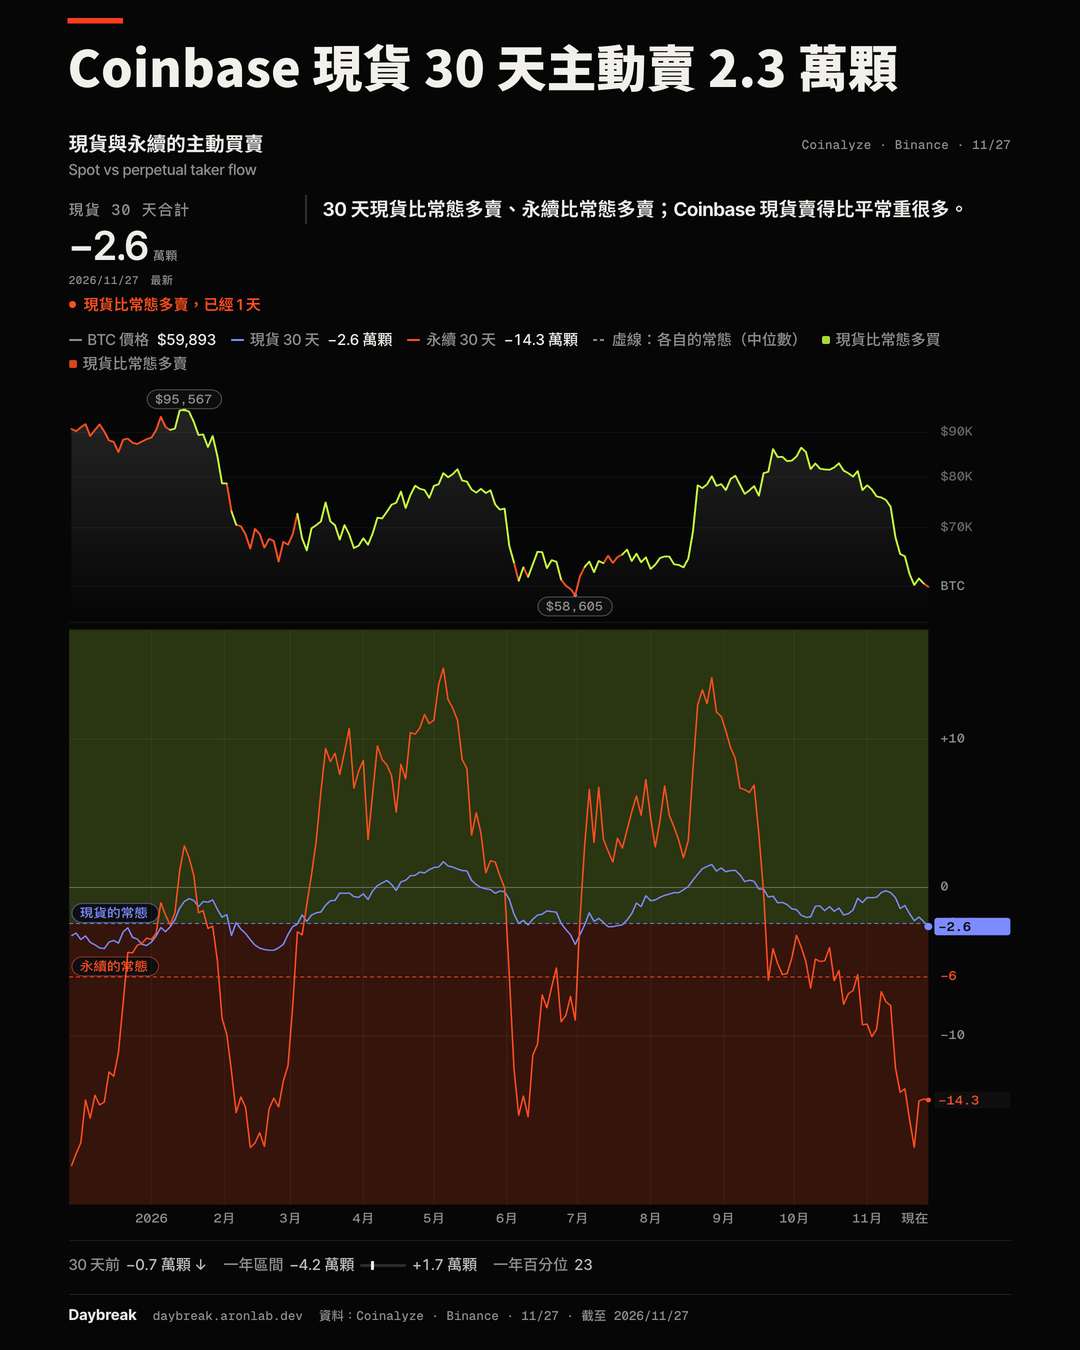 Coinbase 現貨 30 天主動賣 2.3 萬顆
現貨與永續的主動買賣
Coinalyze · Binance · 11/27
Spot vs perpetual taker flow
現貨 30 天合計
30 天現貨比常態多賣、永續比常態多賣；Coinbase 現貨賣得比平常重很多。
−2.6 萬顆
2026/11/27 最新
現貨比常態多賣，已經 1 天
BTC 價格 $59,893 現貨 30 天 −2.6 萬顆 永續 30 天 −14.3 萬顆 虛線：各自的常態（中位數） 現貨比常態多買
現貨比常態多賣
$95,567
$90K
$80K
$70K
BTC
$58,605
+10
0
現貨的常態
−2.6
永續的常態
−6
−10
−14.3
2026 2月 3月 4月 5月 6月 7月 8月 9月 10月 11月 現在
30 天前 −0.7 萬顆 ↓ 一年區間 −4.2 萬顆 +1.7 萬顆 一年百分位 23
Daybreak daybreak.aronlab.dev 資料：Coinalyze · Binance · 11/27 · 截至 2026/11/27